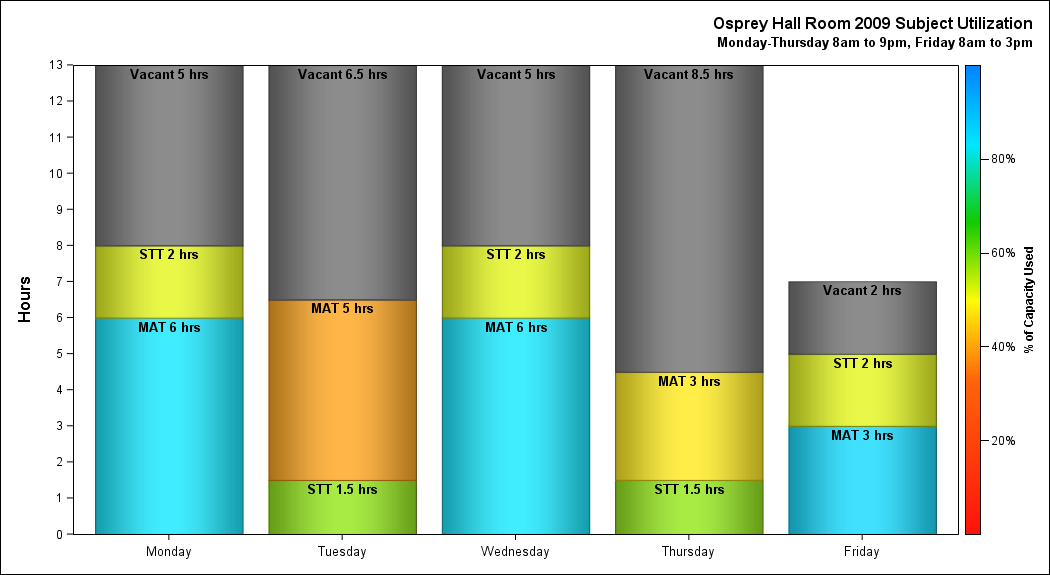 Osprey Hall Room 2009 Subject Utilization
Monday-Thursday 8am to 9pm, Friday 8am to 3pm
13
12
11
10
9
8
7
6
5
4
3
2
1
0
Hours
Vacant 5 hrs
STT 2 hrs
MAT 6 hrs
Vacant 6.5 hrs
MAT 5 hrs
STT 1.5 hrs
Vacant 5 hrs
STT 2 hrs
MAT 6 hrs
Vacant 8.5 hrs
MAT 3 hrs
STT 1.5 hrs
Vacant 2 hrs
STT 2 hrs
MAT 3 hrs
Monday
Tuesday
Wednesday
Thursday
Friday
80%
60%
40%
20%
% of Capacity Used